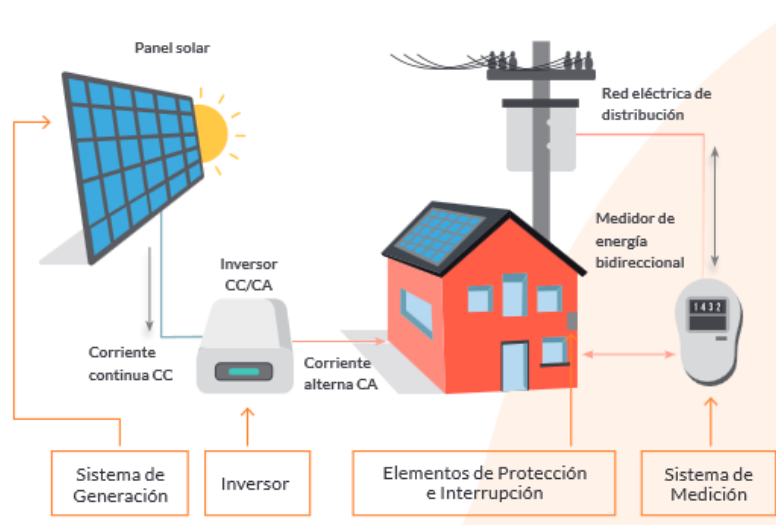 Panel solar
Red eléctrica de
distribución
Medidor de
energía
bidireccional
Inversor
CC/CA
1432
Corriente
continua CC
Corriente
alterna CA
Sistema de
Generación
Inversor
Elementos de Protección
e Interrupción
Sistema de
Medición